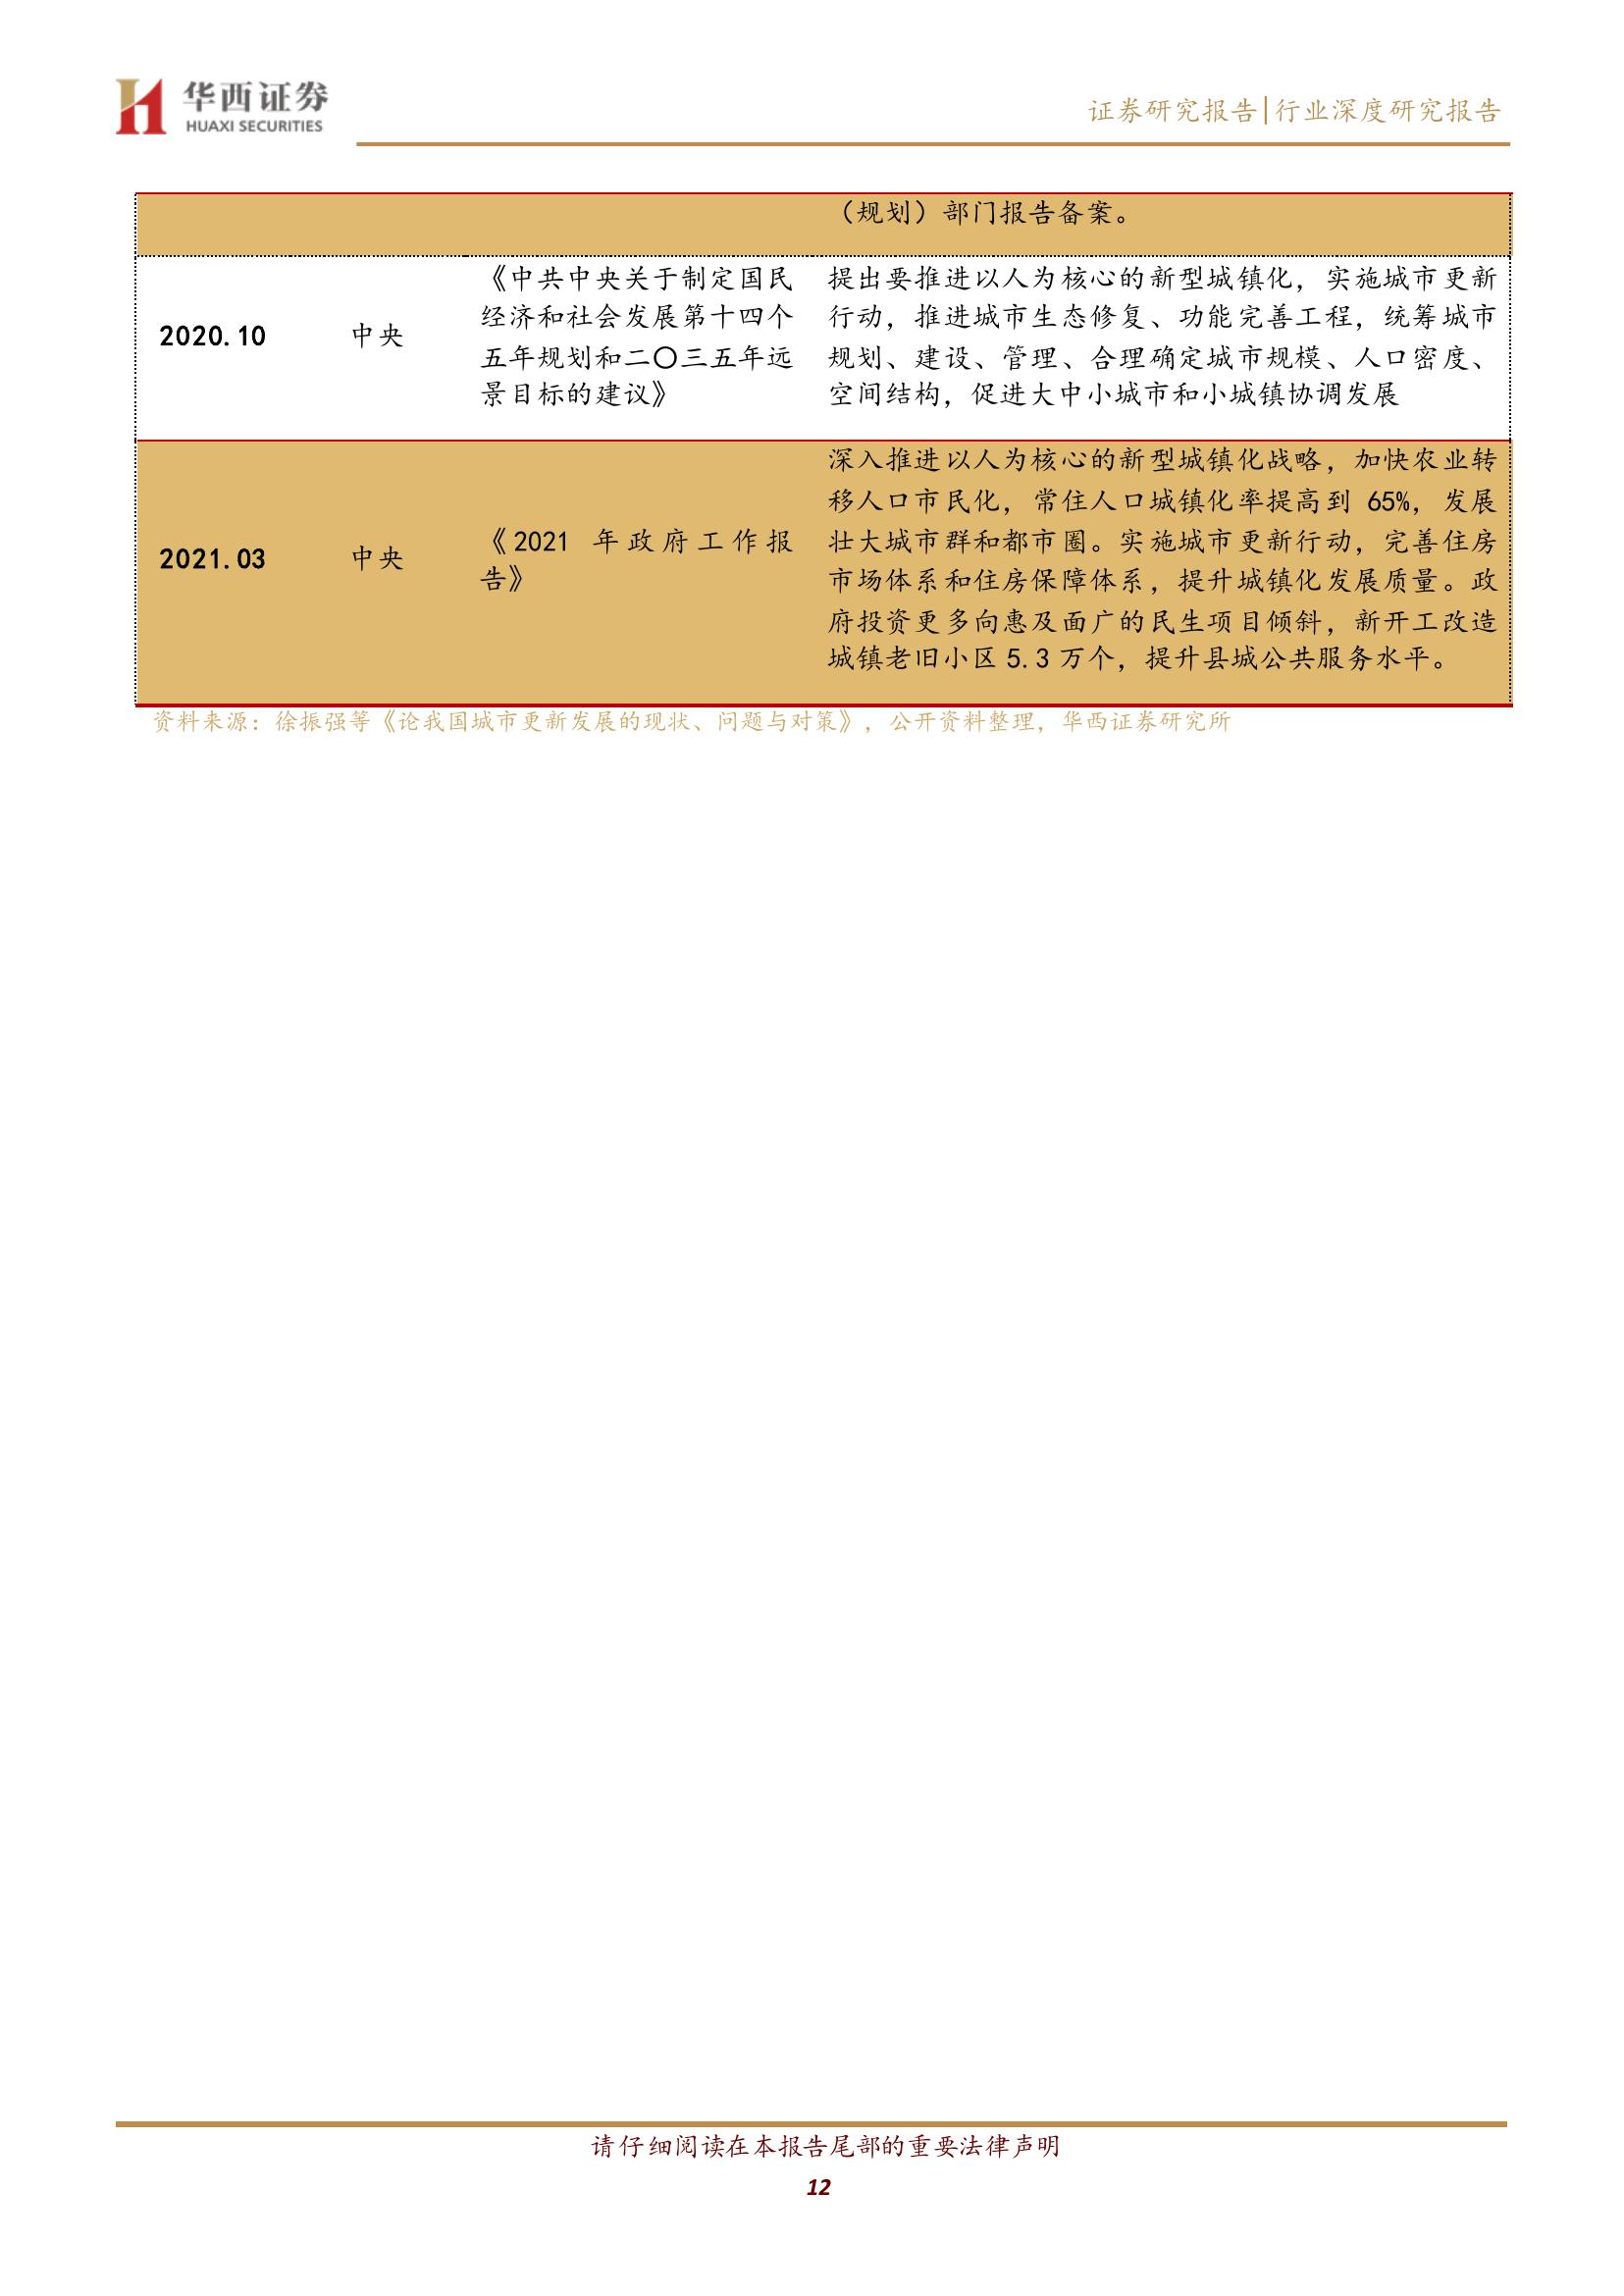 华西证券
HUAXI SECURITIES
证券研究报告|行业深度研究报告
（规划）部门报告备案。
2020.10
中央
《中共中央关于制定国民
经济和社会发展第十四个
五年规划和二〇三五年远
景目标的建议》
提出要推进以人为核心的新型城镇化，实施城市更新
行动，推进城市生态修复、功能完善工程，统筹城市
规划、建设、管理、合理确定城市规模、人口密度、
空间结构，促进大中小城市和小城镇协调发展
2021.03
中央
《2021 年政府工作报
告》
深入推进以人为核心的新型城镇化战略，加快农业转
移人口市民化，常住人口城镇化率提高到 65%，发展
壮大城市群和都市圈。实施城市更新行动，完善住房
市场体系和住房保障体系，提升城镇化发展质量。政
府投资更多向惠及面广的民生项目倾斜，新开工改造
城镇老旧小区 5.3 万个，提升县城公共服务水平。
资料来源：徐振强等《论我国城市更新发展的现状、问题与对策》，公开资料整理，华西证券研究所
请仔细阅读在本报告尾部的重要法律声明
12